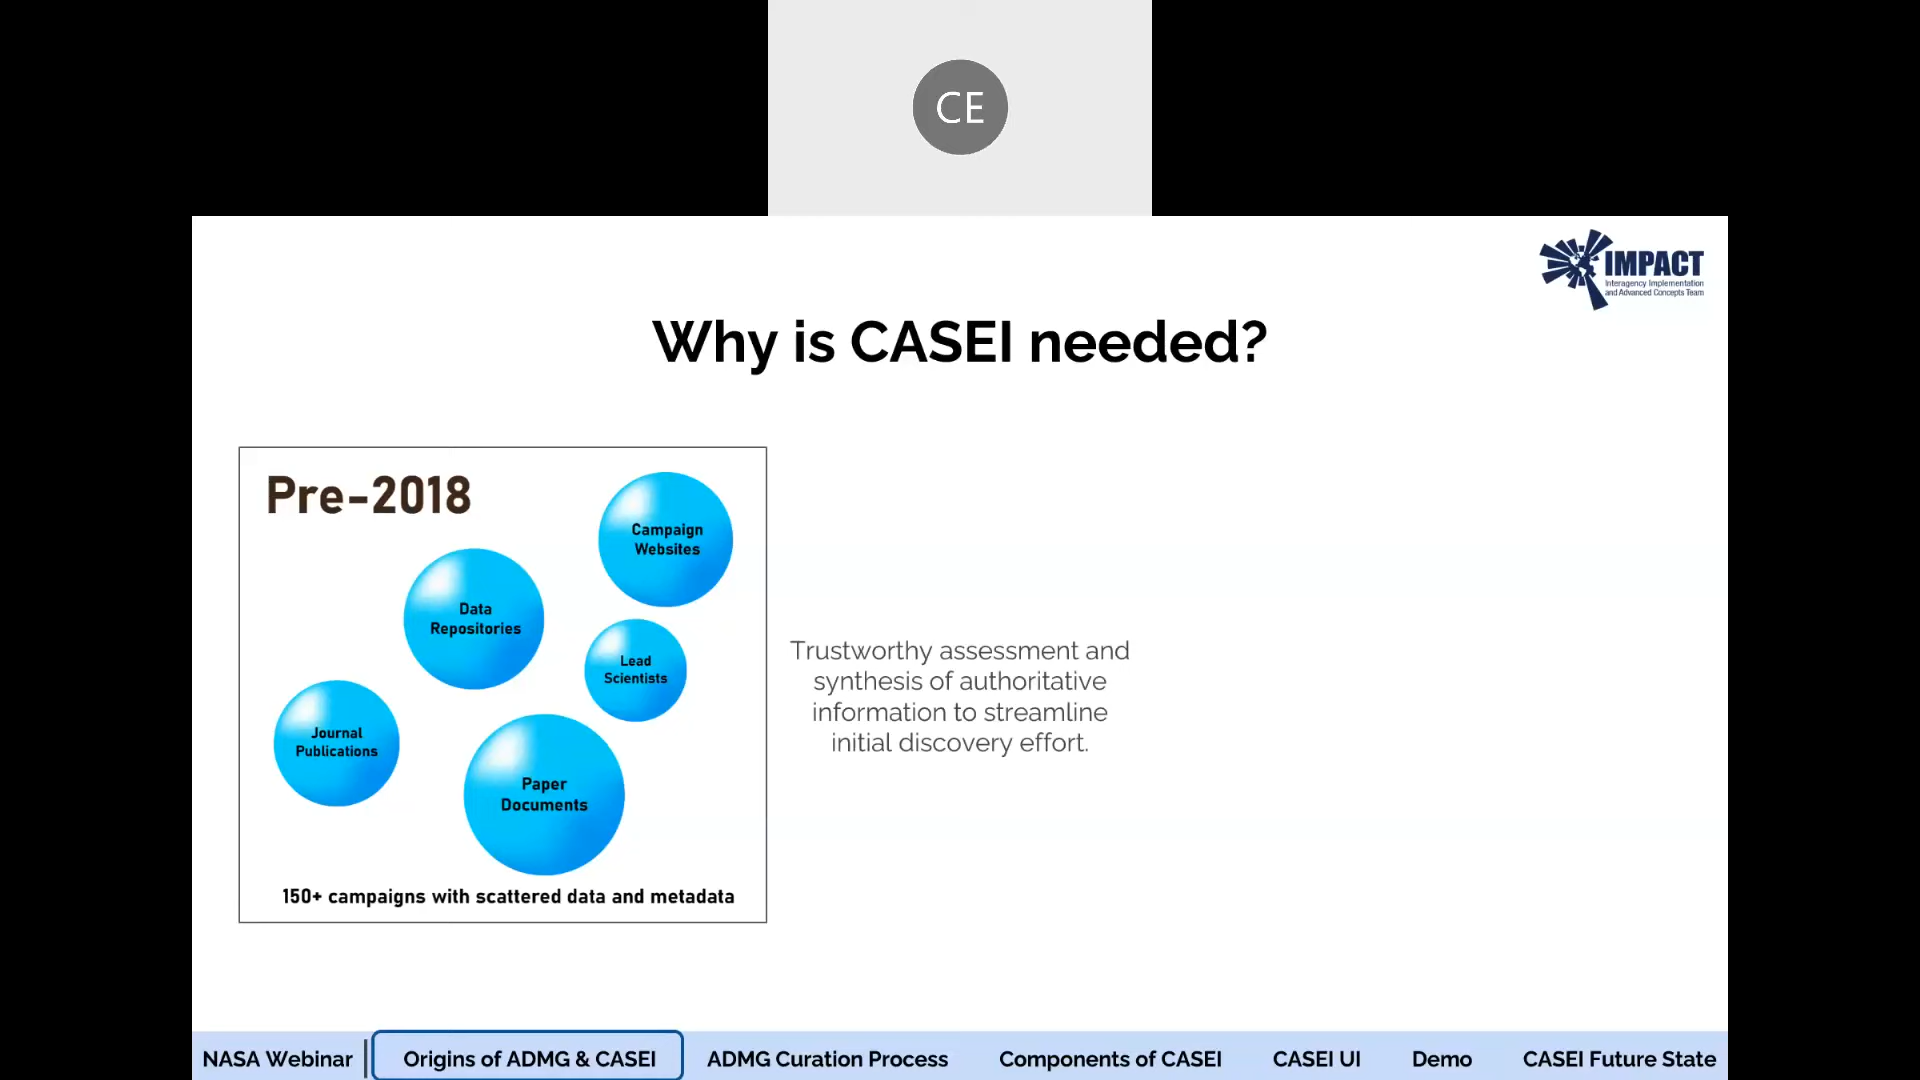 CE
IMPACT
Interagency Implementation
and Advanced Concepts Team
Why is CASEI needed?
Pre-2018
Campaign
Websites
Data
Repositories
Lead
Scientists
Journal
Publications
Paper
Documents
150+ campaigns with scattered data and metadata
Trustworthy assessment and
synthesis of authoritative
information to streamline
initial discovery effort.
NASA Webinar
Origins of ADMG & CASEI
ADMG Curation Process
Components of CASEI
CASEI UI
Demo
CASEI Future State